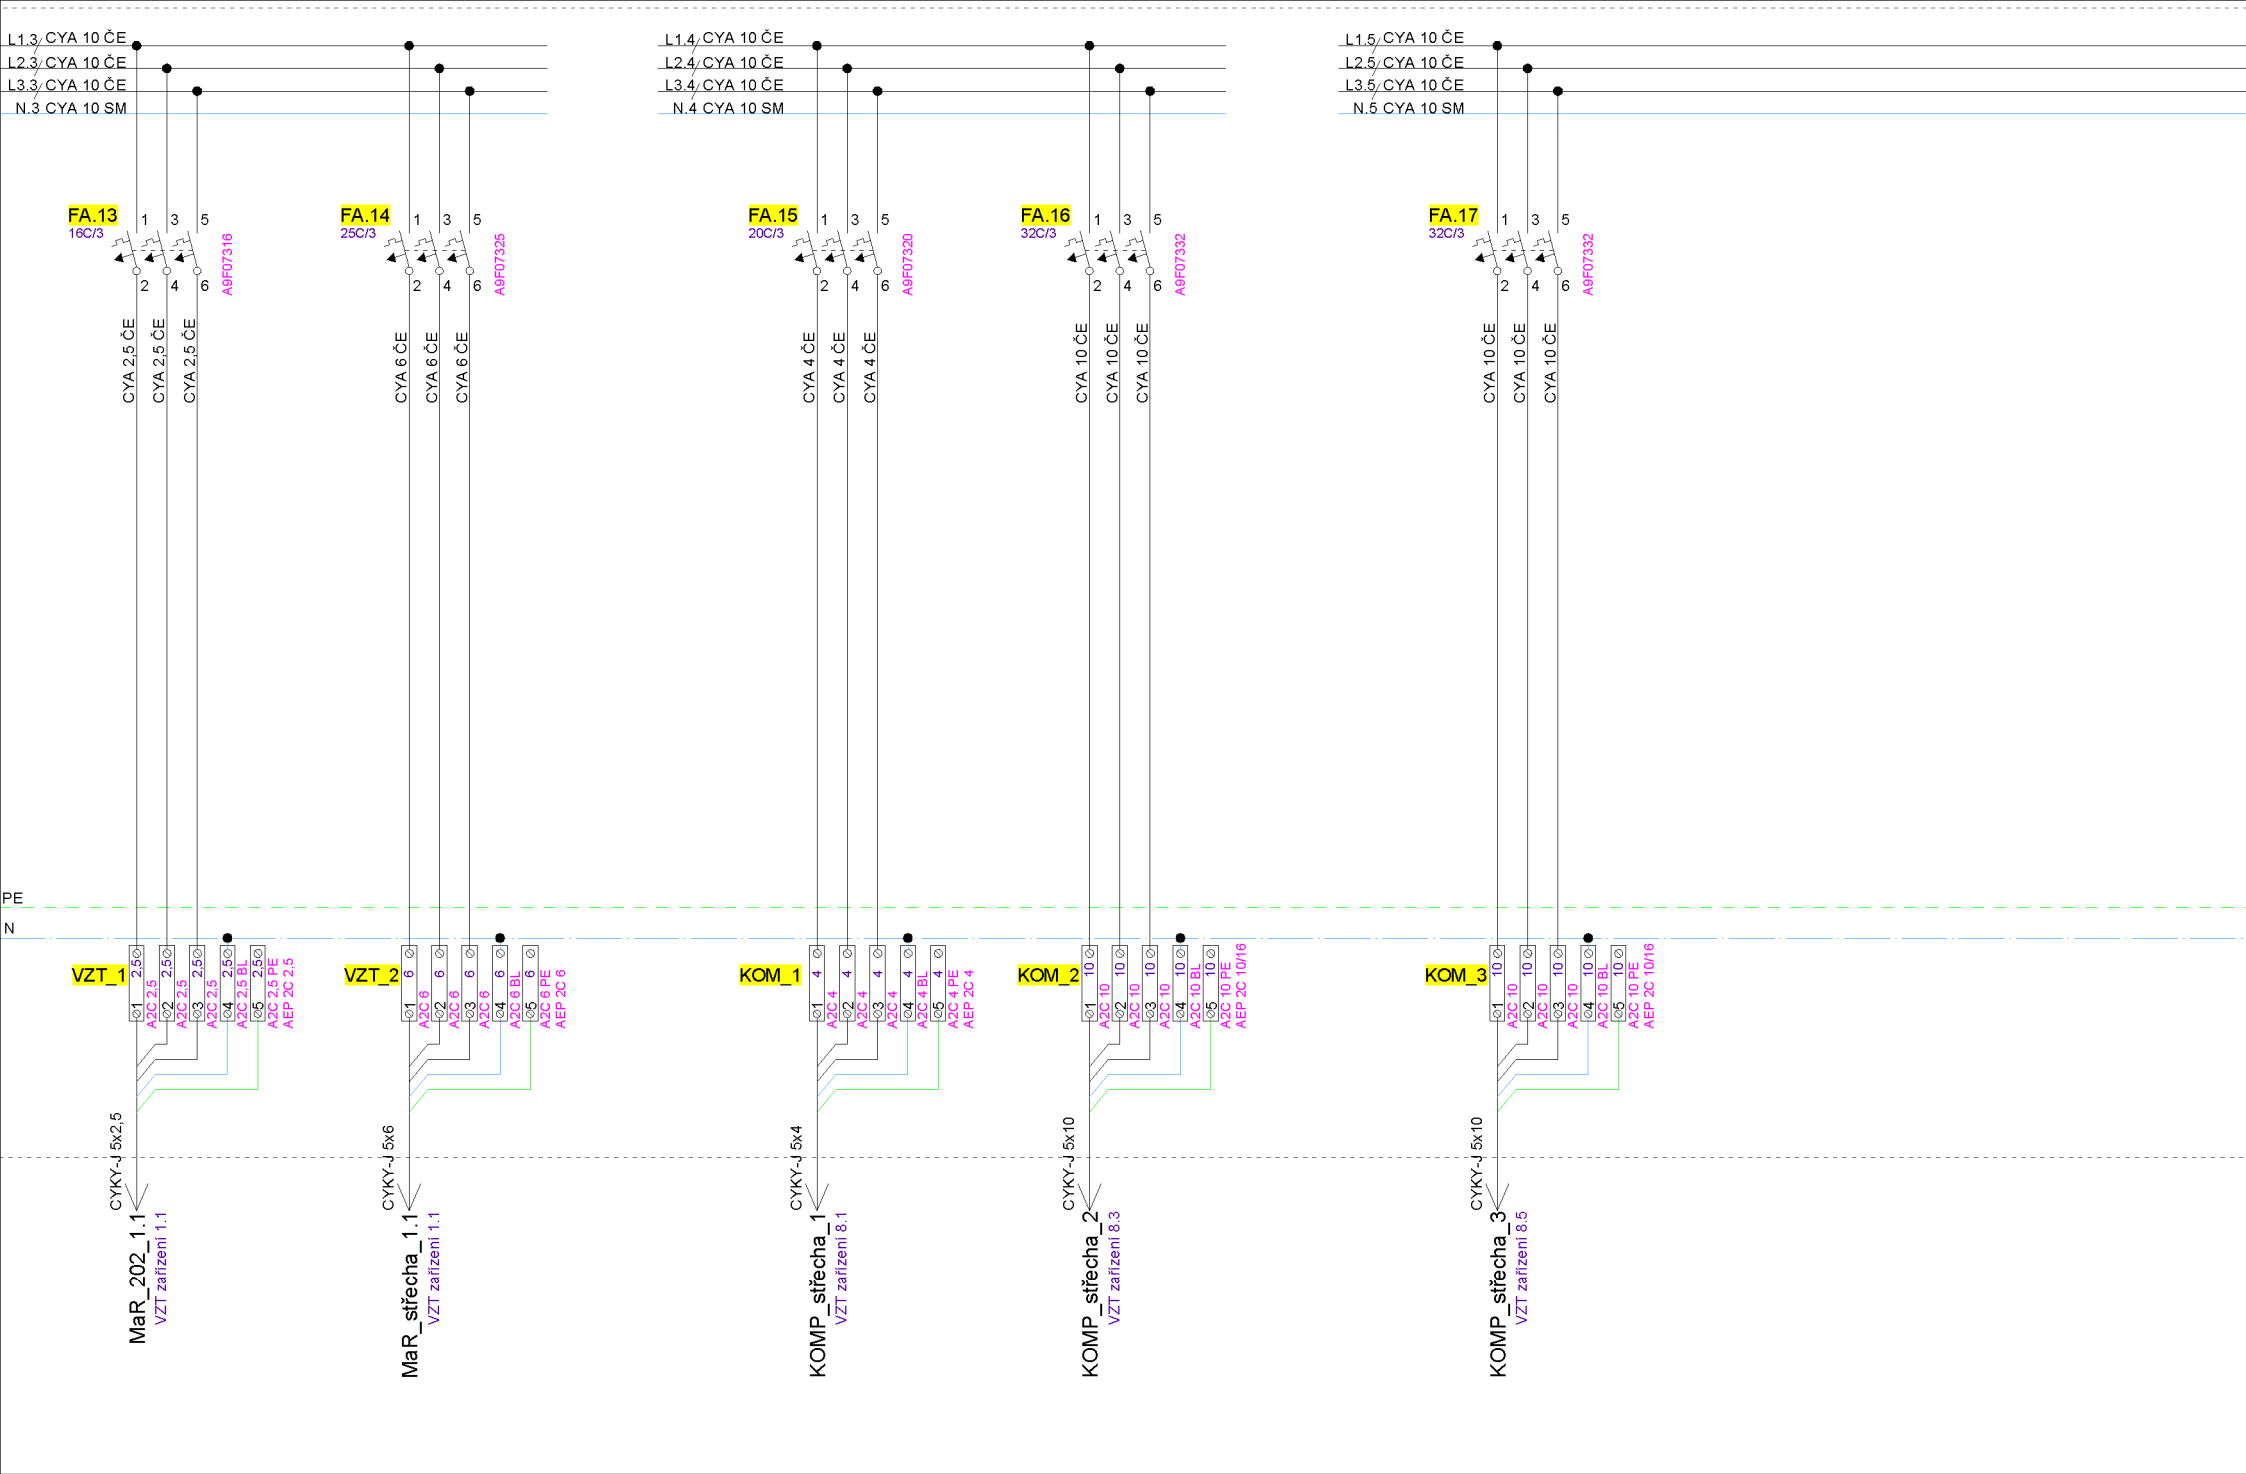 L1.3 CYA 10 ČE
L2.3 CYA 10 ČE
L3.3 CYA 10 ČE
N.3 CYA 10 SM
L1.4 CYA 10 ČE
L2.4 CYA 10 ČE
L3.4 CYA 10 ČE
N.4 CYA 10 SM
L1.5 CYA 10 ČE
L2.5 CYA 10 ČE
L3.5 CYA 10 ČE
N.5 CYA 10 SM
FA.13
16C/3
1 3 5
2 4 6
A9F07316
CYA 2,5 ČE
CYA 2,5 ČE
CYA 2,5 ČE
FA.14
25C/3
1 3 5
2 4 6
A9F07325
CYA 6 ČE
CYA 6 ČE
CYA 6 ČE
FA.15
20C/3
1 3 5
2 4 6
A9F07320
CYA 4 ČE
CYA 4 ČE
CYA 4 ČE
FA.16
32C/3
1 3 5
2 4 6
A9F07332
CYA 10 ČE
CYA 10 ČE
CYA 10 ČE
FA.17
32C/3
1 3 5
2 4 6
A9F07332
CYA 10 ČE
CYA 10 ČE
CYA 10 ČE
PE
N
VZT_1
1 2,5
A2C 2,5
2 2,5
A2C 2,5
3 2,5
A2C 2,5
4 2,5
A2C 2,5 BL
5 2,5
A2C 2,5 PE
AEP 2C 2,5
CYKY-J 5x2,5
MaR_202_1.1
VZT zařízení 1.1
VZT_2
1 6
A2C 6
2 6
A2C 6
3 6
A2C 6
4 6
A2C 6 BL
5 6
A2C 6 PE
AEP 2C 6
CYKY-J 5x6
MaR_střecha_1.1
VZT zařízení 1.1
KOM_1
1 4
A2C 4
2 4
A2C 4
3 4
A2C 4
4 4
A2C 4 BL
5 4
A2C 4 PE
AEP 2C 4
CYKY-J 5x4
KOMP_střecha_1
VZT zařízení 8.1
KOM_2
1 10
A2C 10
2 10
A2C 10
3 10
A2C 10
4 10
A2C 10 BL
5 10
A2C 10 PE
AEP 2C 10/16
CYKY-J 5x10
KOMP_střecha_2
VZT zařízení 8.3
KOM_3
1 10
A2C 10
2 10
A2C 10
3 10
A2C 10
4 10
A2C 10 BL
5 10
A2C 10 PE
AEP 2C 10/16
CYKY-J 5x10
KOMP_střecha_3
VZT zařízení 8.5